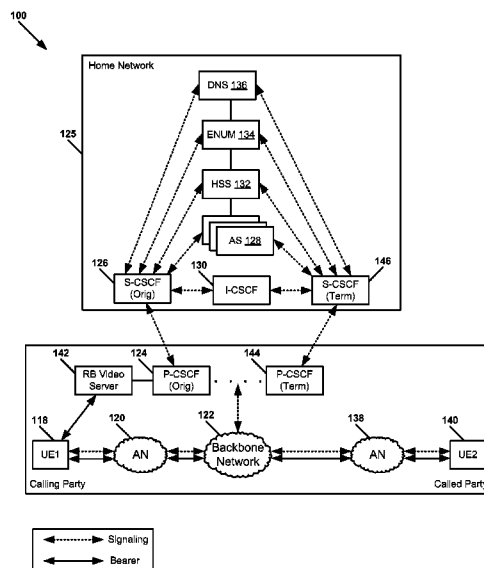 100
Home Network
DNS 136
ENUM 134
125
HSS 132
AS 128
126
130
146
S-CSCF
(Orig)
I-CSCF
S-CSCF
(Term)
142
124
144
RB Video
Server
P-CSCF
(Orig)
P-CSCF
(Term)
118
120
122
138
140
UE1
AN
Backbone
Network
AN
UE2
Calling Party
Called Party
Signaling
Bearer